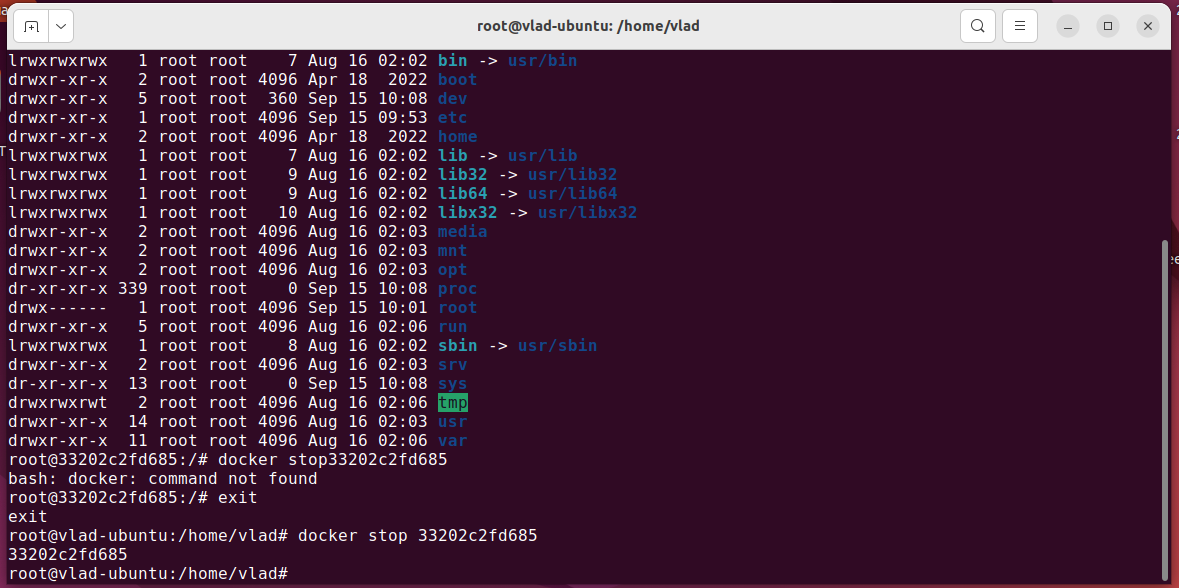 root@vlad-ubuntu: /home/vlad
lrwxrwxrwx   1 root root    7 Aug 16 02:02 bin -> usr/bin
drwxr-xr-x   2 root root 4096 Apr 18  2022 boot
drwxr-xr-x   5 root root  360 Sep 15 10:08 dev
drwxr-xr-x   1 root root 4096 Sep 15 09:53 etc
drwxr-xr-x   2 root root 4096 Apr 18  2022 home
lrwxrwxrwx   1 root root    7 Aug 16 02:02 lib -> usr/lib
lrwxrwxrwx   1 root root    9 Aug 16 02:02 lib32 -> usr/lib32
lrwxrwxrwx   1 root root    9 Aug 16 02:02 lib64 -> usr/lib64
lrwxrwxrwx   1 root root   10 Aug 16 02:02 libx32 -> usr/libx32
drwxr-xr-x   2 root root 4096 Aug 16 02:03 media
drwxr-xr-x   2 root root 4096 Aug 16 02:03 mnt
drwxr-xr-x   2 root root 4096 Aug 16 02:03 opt
dr-xr-xr-x 339 root root    0 Sep 15 10:08 proc
drwx------   1 root root 4096 Sep 15 10:01 root
drwxr-xr-x   5 root root 4096 Aug 16 02:06 run
lrwxrwxrwx   1 root root    8 Aug 16 02:02 sbin -> usr/sbin
drwxr-xr-x   2 root root 4096 Aug 16 02:03 srv
dr-xr-xr-x  13 root root    0 Sep 15 10:08 sys
drwxrwxrwt   2 root root 4096 Aug 16 02:06 tmp
drwxr-xr-x  14 root root 4096 Aug 16 02:03 usr
drwxr-xr-x  11 root root 4096 Aug 16 02:06 var
root@33202c2fd685:/# docker stop33202c2fd685
bash: docker: command not found
root@33202c2fd685:/# exit
exit
root@vlad-ubuntu:/home/vlad# docker stop 33202c2fd685
33202c2fd685
root@vlad-ubuntu:/home/vlad#